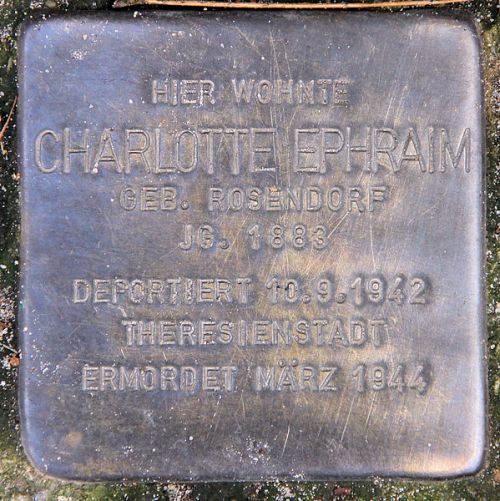 HIER WOHNTE
CHARLOTTE EPHRAIM
GEB. ROSENDORF
JG. 1883
DEPORTIERT 10.9.1942
THERESIENSTADT
ERMORDET MÄRZ 1944